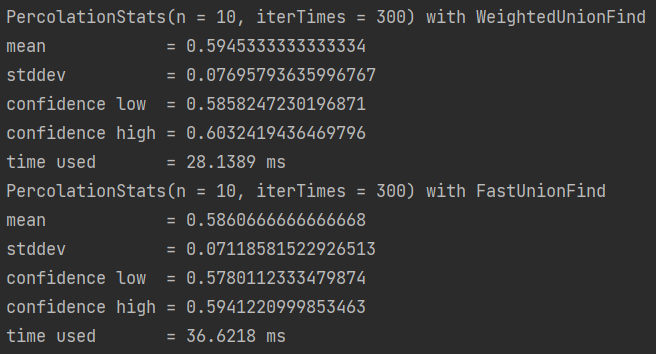 PercolationStats(n = 10, iterTimes = 300) with WeightedUnionFind
mean            = 0.5945333333333334
stddev          = 0.07695793635996767
confidence low  = 0.5858247230196871
confidence high = 0.6032419436469796
time used       = 28.1389 ms
PercolationStats(n = 10, iterTimes = 300) with FastUnionFind
mean            = 0.5860666666666668
stddev          = 0.07118581522926513
confidence low  = 0.5780112333479874
confidence high = 0.5941220999853463
time used       = 36.6218 ms